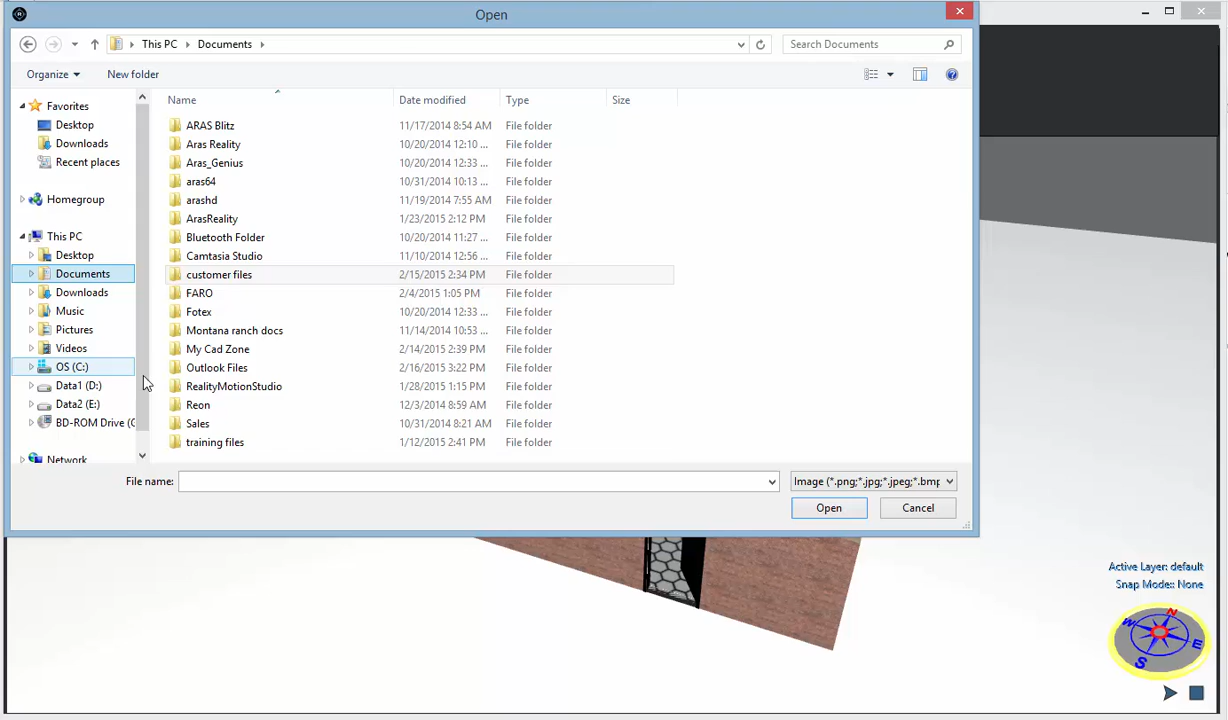 Open
This PC Documents
Search Documents
Organize New folder
Name Date modified Type Size
Favorites
Desktop
Downloads
Recent places
Homegroup
This PC
Desktop
Documents
Downloads
Music
Pictures
Videos
OS (C:)
Data1 (D:)
Data2 (E:)
BD-ROM Drive (
Network
ARAS Blitz 11/17/2014 8:54 AM File folder
Aras Reality 10/20/2014 12:10 ... File folder
Aras_Genius 10/20/2014 12:33 ... File folder
aras64 10/31/2014 10:13 ... File folder
arashd 11/19/2014 7:55 AM File folder
ArasReality 1/23/2015 2:12 PM File folder
Bluetooth Folder 10/20/2014 11:27 ... File folder
Camtasia Studio 11/10/2014 12:56 ... File folder
customer files 2/15/2015 2:34 PM File folder
FARO 2/4/2015 1:05 PM File folder
Fotex 10/20/2014 12:33 ... File folder
Montana ranch docs 11/14/2014 10:53 ... File folder
My Cad Zone 2/14/2015 2:39 PM File folder
Outlook Files 2/16/2015 3:22 PM File folder
RealityMotionStudio 1/28/2015 1:15 PM File folder
Reon 12/3/2014 8:59 AM File folder
Sales 10/31/2014 8:21 AM File folder
training files 1/12/2015 2:41 PM File folder
File name: Image (*.png;*.jpg;*.jpeg;*.bmp
Open Cancel
Active Layer: default
Snap Mode:: None
N
W
E
S